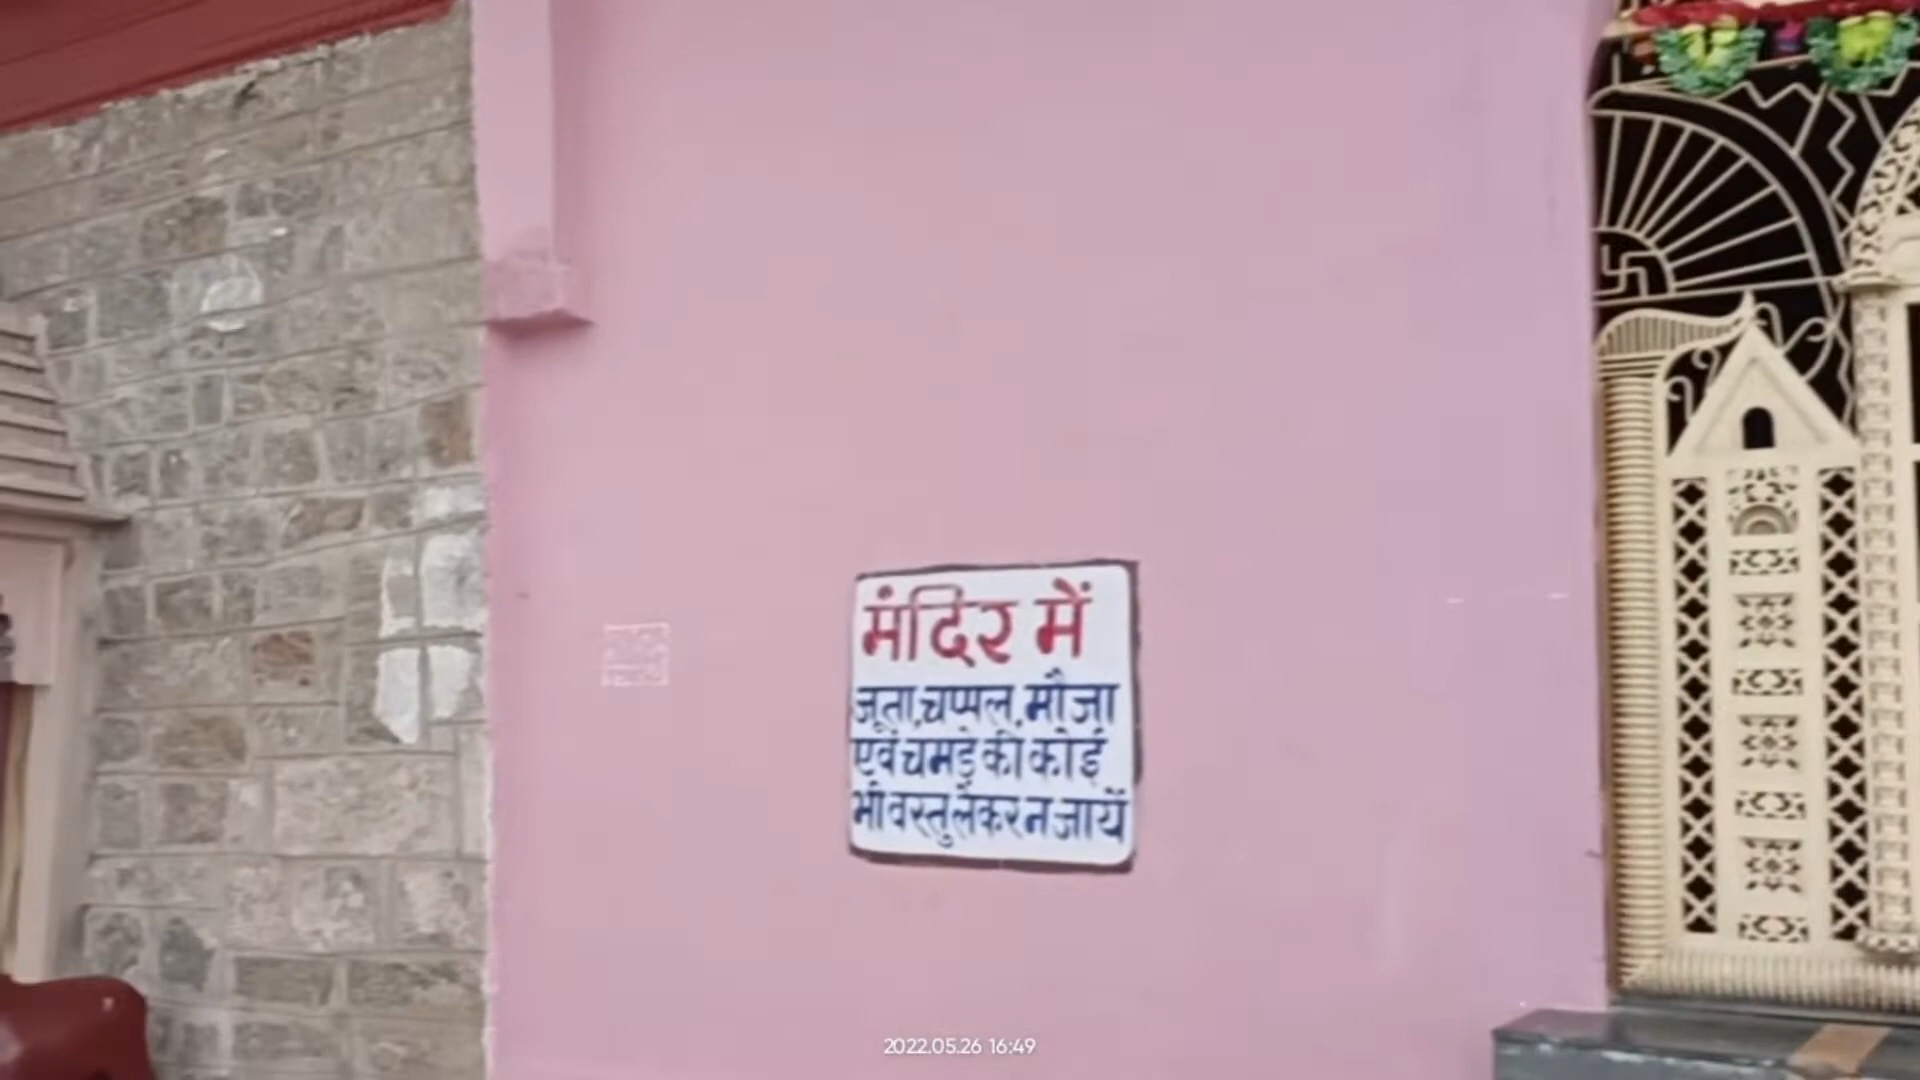 मंदिर में
जूता,चप्पल,मौजा
एवं चमड़े की कोई
भी वस्तु लेकर न जायें
2022.05.26 16:49